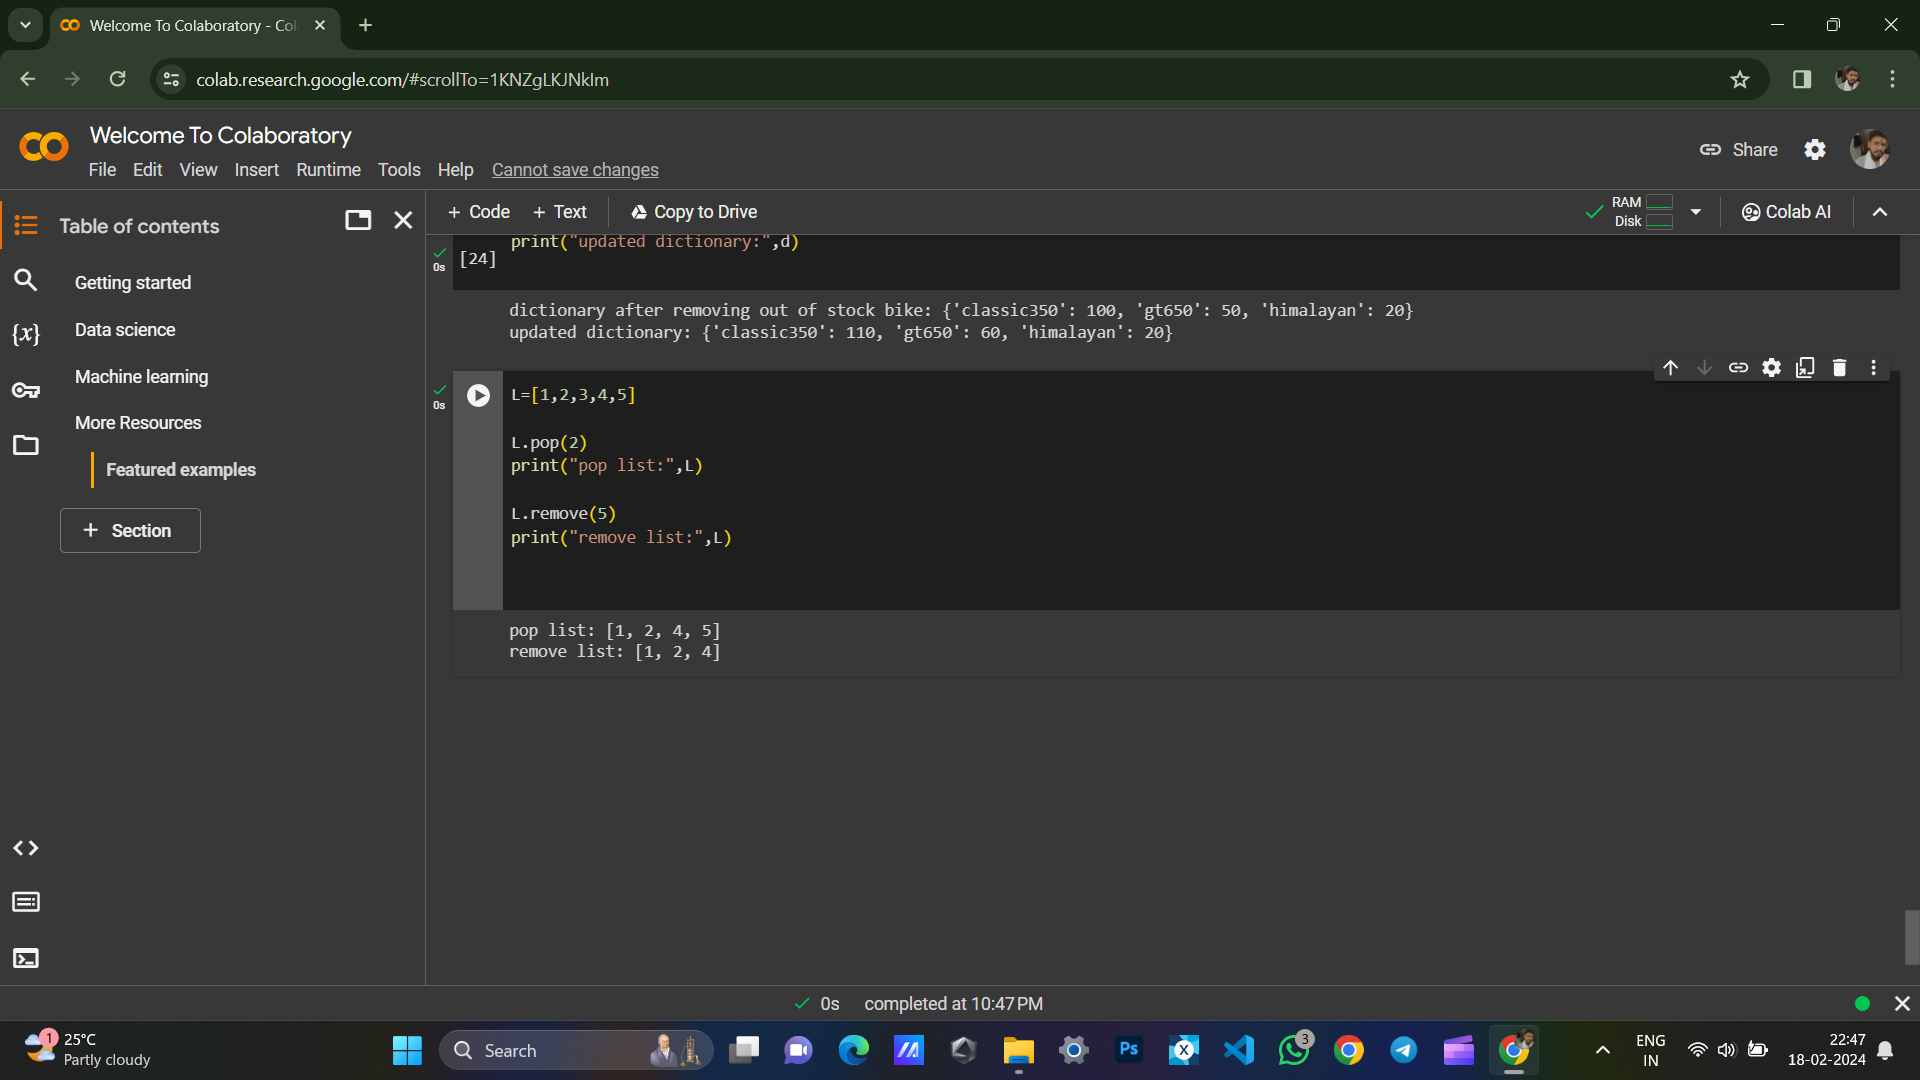 Welcome To Colaboratory - Col
colab.research.google.com/#scrollTo=1KNZgLKJNkIm
Welcome To Colaboratory
File Edit View Insert Runtime Tools Help Cannot save changes
Share
Table of contents
+ Code + Text Copy to Drive
RAM
Disk
Colab AI
Getting started
Data science
Machine learning
More Resources
Featured examples
+ Section
{x}
print("updated dictionary:",d)
0s
[24]
dictionary after removing out of stock bike: {'classic350': 100, 'gt650': 50, 'himalayan': 20}
updated dictionary: {'classic350': 110, 'gt650': 60, 'himalayan': 20}
0s
L=[1,2,3,4,5]
L.pop(2)
print("pop list:",L)
L.remove(5)
print("remove list:",L)
pop list: [1, 2, 4, 5]
remove list: [1, 2, 4]
0s completed at 10:47 PM
1
25°C
Partly cloudy
Search
Ps
X
3
ENG
IN
22:47
18-02-2024